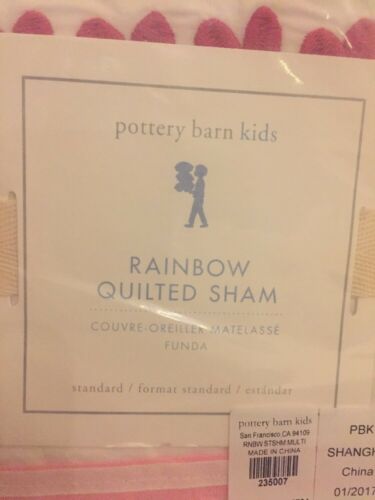 pottery barn kids
RAINBOW
QUILTED SHAM
COUVRE-OREILLER MATELASSÉ
FUNDA
standard / format standard / estándar
pottery barn kids
San Francisco, CA 94109
RNBW STSHM MULTI
MADE IN CHINA
235007
PBK
SHANGH
China
01/2017